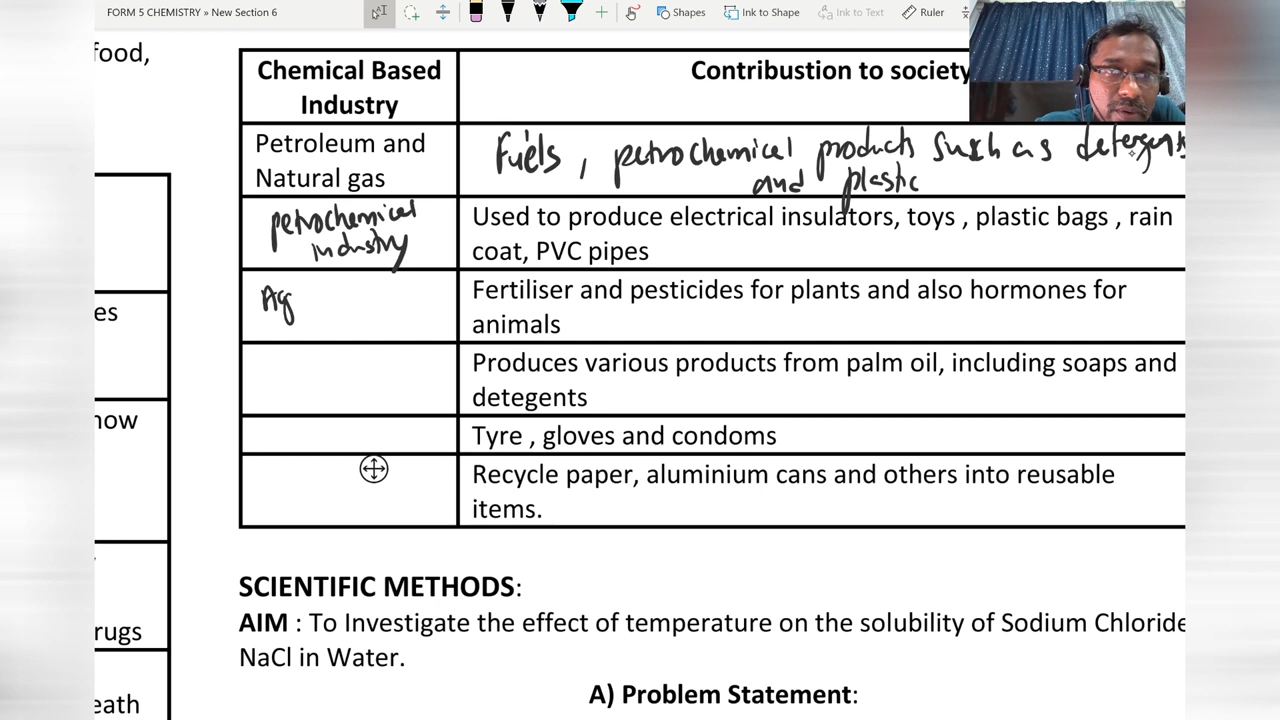 FORM 5 CHEMISTRY » New Section 6
Shapes
Ink to Shape
Ink to Text
Ruler
food,
es
now
rugs
eath
Chemical Based
Industry
Contribustion to society
Petroleum and
Natural gas
Fuels, petrochemical products such as detergents
and plastic
petrochemical
industry
Used to produce electrical insulators, toys , plastic bags , rain
coat, PVC pipes
Ag
Fertiliser and pesticides for plants and also hormones for
animals
Produces various products from palm oil, including soaps and
detegents
Tyre , gloves and condoms
Recycle paper, aluminium cans and others into reusable
items.
SCIENTIFIC METHODS:
AIM : To Investigate the effect of temperature on the solubility of Sodium Chloride
NaCl in Water.
A) Problem Statement: